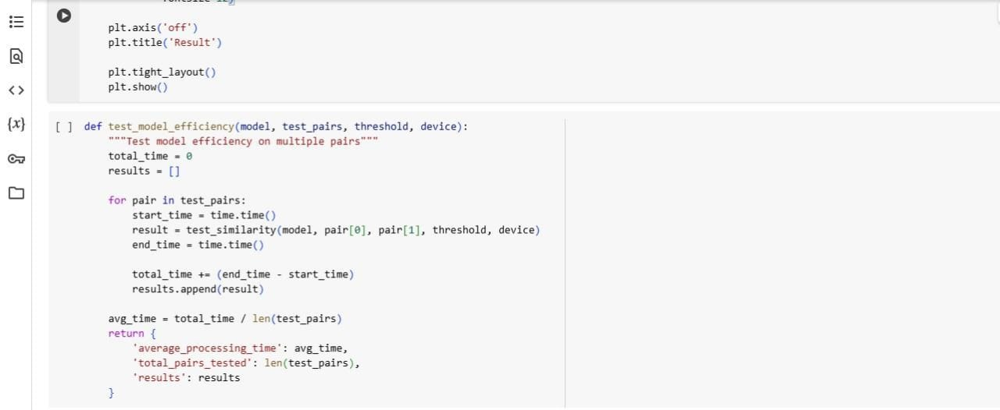 plt.axis('off')
plt.title('Result')
plt.tight_layout()
plt.show()
{x}
[ ] def test_model_efficiency(model, test_pairs, threshold, device):
"""Test model efficiency on multiple pairs"""
total_time = 0
results = []
for pair in test_pairs:
start_time = time.time()
result = test_similarity(model, pair[0], pair[1], threshold, device)
end_time = time.time()
total_time += (end_time - start_time)
results.append(result)
avg_time = total_time / len(test_pairs)
return {
'average_processing_time': avg_time,
'total_pairs_tested': len(test_pairs),
'results': results
}